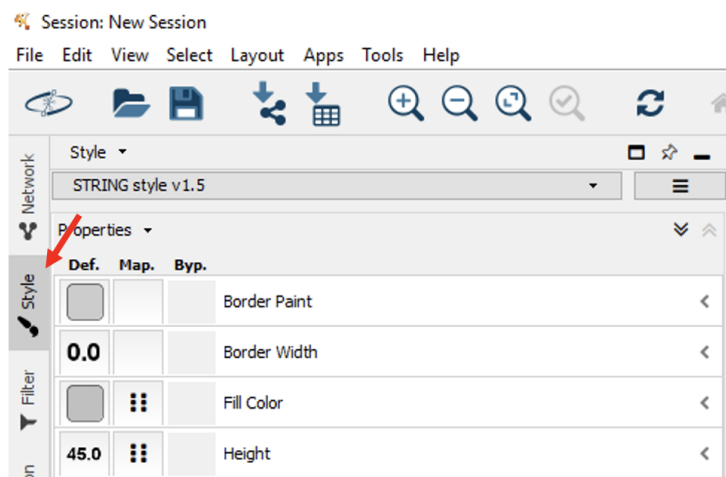 Session: New Session
File Edit View Select Layout Apps Tools Help
Style
STRING style v1.5
Network
Properties
Def. Map. Byp.
Style
Border Paint
0.0 Border Width
Filter
Fill Color
45.0 Height